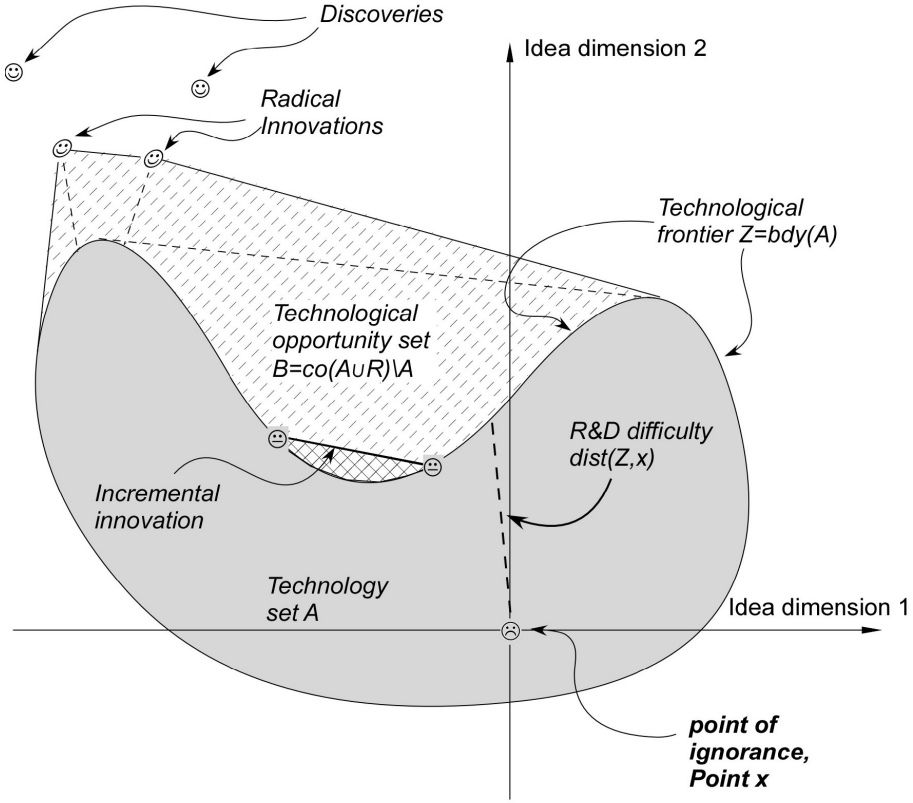 Discoveries
Idea dimension 2
Radical
Innovations
Technological
frontier Z=bdy(A)
Technological
opportunity set
B=co(A∪R)\A
R&D difficulty
dist(Z,x)
Incremental
innovation
Technology
set A
Idea dimension 1
point of
ignorance,
Point x